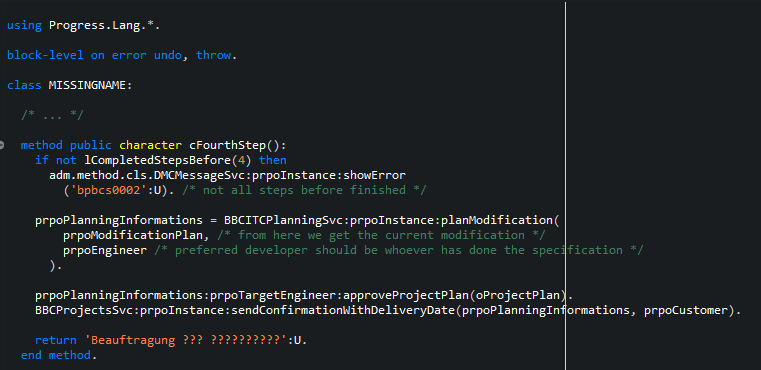 using Progress.Lang.*.
block-level on error undo, throw.
class MISSINGNAME:
/* ... */
method public character cFourthStep():
if not lCompletedStepsBefore(4) then
adm.method.cls.DMCMessageSvc:prpoInstance:showError
('bpbcs0002':U). /* not all steps before finished */
prpoPlanningInformations = BBCITCPlanningSvc:prpoInstance:planModification(
prpoModificationPlan, /* from here we get the current modification */
prpoEngineer /* preferred developer should be whoever has done the specification */
).
prpoPlanningInformations:prpoTargetEngineer:approveProjectPlan(oProjectPlan).
BBCProjectsSvc:prpoInstance:sendConfirmationWithDeliveryDate(prpoPlanningInformations, prpoCustomer).
return 'Beauftragung ??? ??????????':U.
end method.